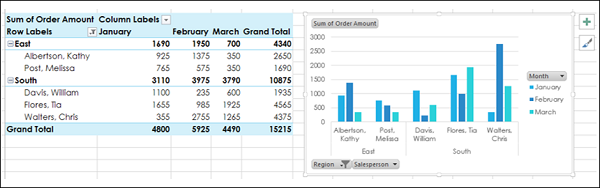 Sum of Order Amount Column Labels
Row Labels January February March Grand Total
East 1690 1950 700 4340
Albertson, Kathy 925 1375 350 2650
Post, Melissa 765 575 350 1690
South 3110 3975 3790 10875
Davis, William 1100 235 600 1935
Flores, Tia 1655 985 1925 4565
Walters, Chris 355 2755 1265 4375
Grand Total 4800 5925 4490 15215
Sum of Order Amount
3000
2500
2000
1500
1000
500
0
Albertson, Kathy
Post, Melissa
Davis, William
Flores, Tia
Walters, Chris
East South
Month
January
February
March
Region Salesperson